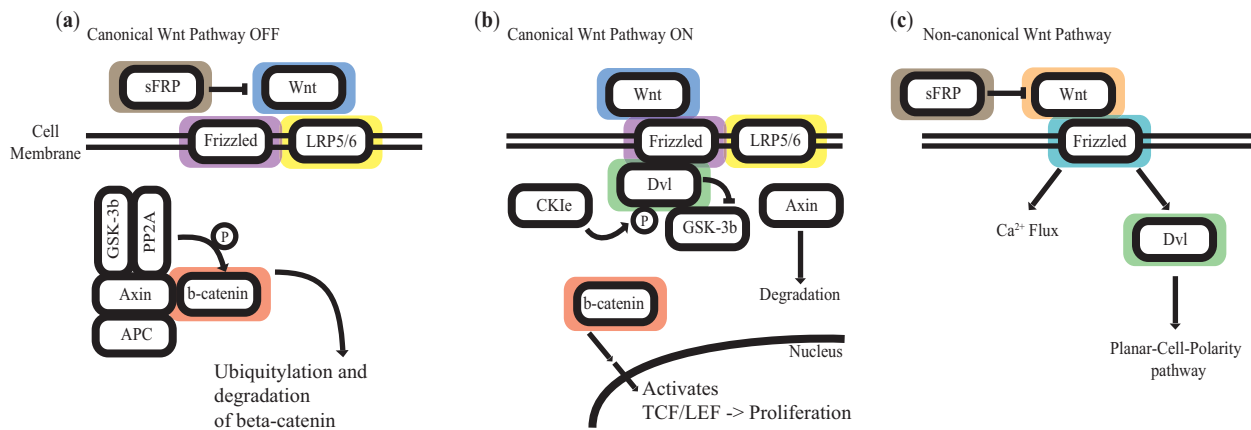 (a)
Canonical Wnt Pathway OFF
sFRP
Wnt
Cell
Membrane
Frizzled
LRP5/6
GSK-3b
PP2A
P
Axin
b-catenin
APC
Ubiquitylation and
degradation
of beta-catenin
(b)
Canonical Wnt Pathway ON
Wnt
Frizzled
LRP5/6
Dvl
CKIe
P
GSK-3b
Axin
Degradation
b-catenin
Nucleus
Activates
TCF/LEF -> Proliferation
(c)
Non-canonical Wnt Pathway
sFRP
Wnt
Frizzled
Ca²⁺ Flux
Dvl
Planar-Cell-Polarity
pathway